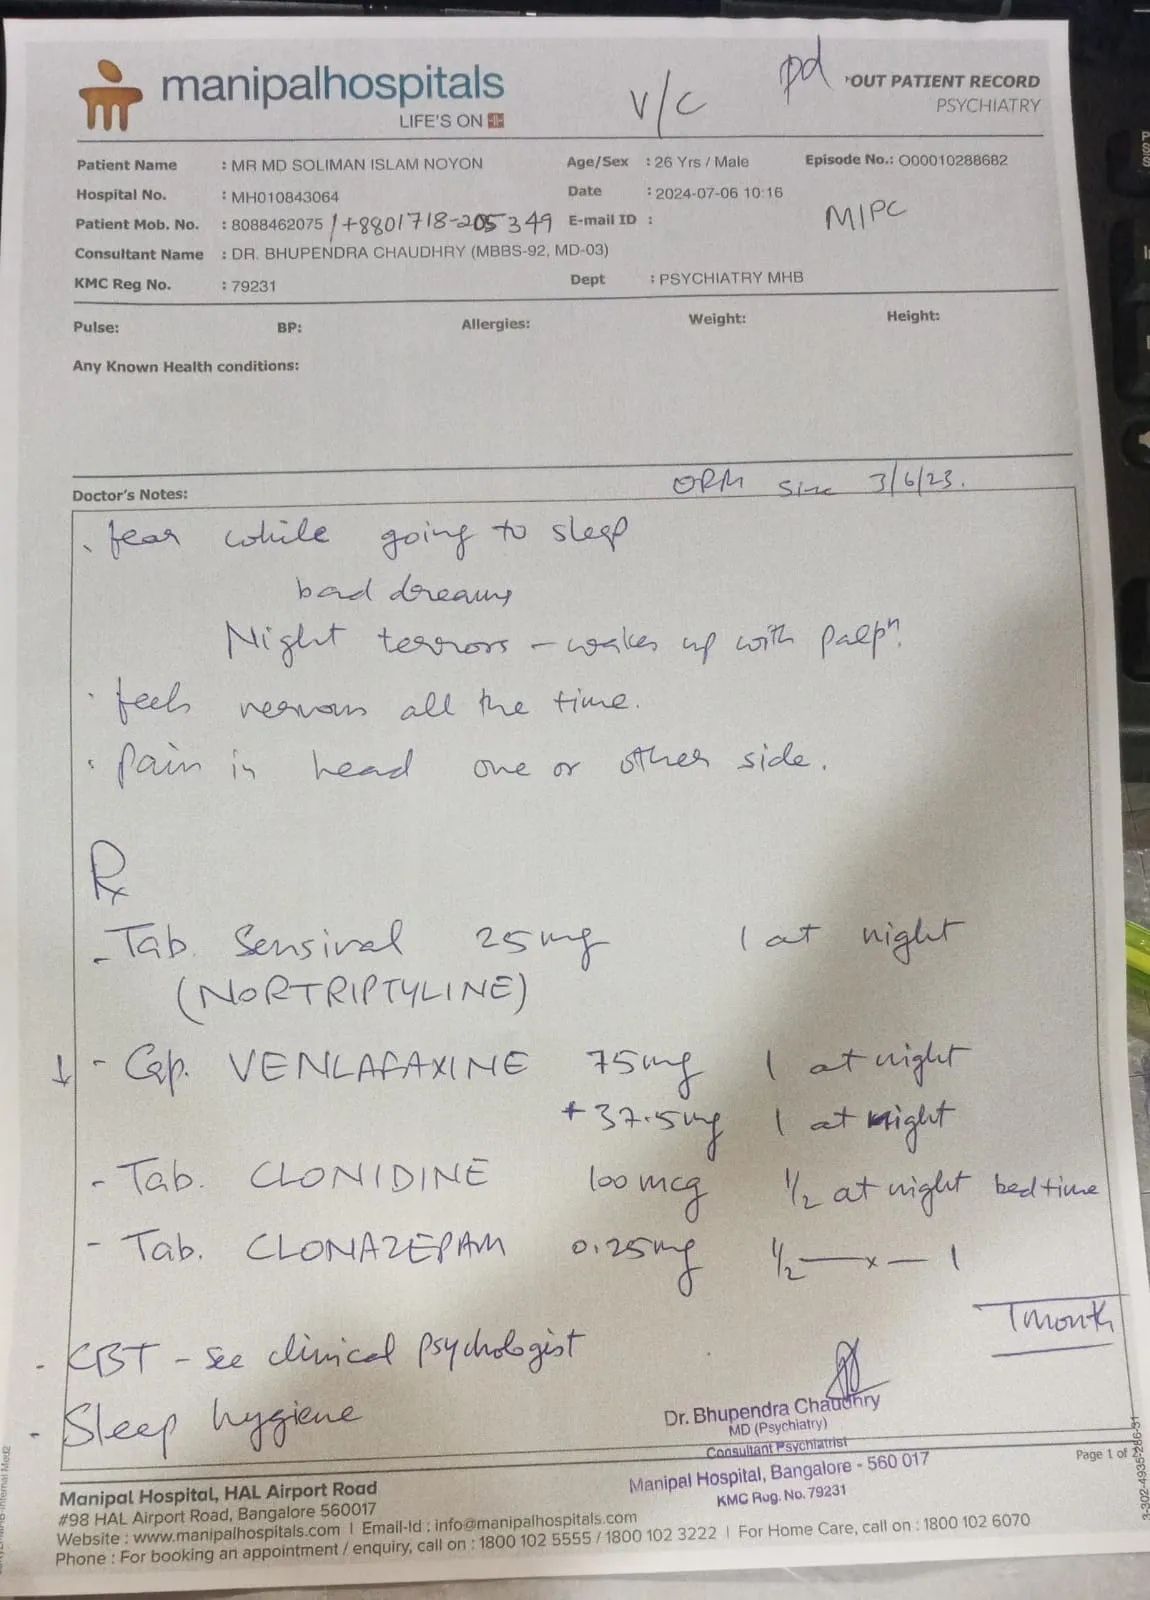 manipalhospitals
LIFE'S ON
V/C
pd
OUT PATIENT RECORD
PSYCHIATRY
Patient Name : MR MD SOLIMAN ISLAM NOYON Age/Sex : 26 Yrs / Male Episode No.: O00010288682
Hospital No. : MH010843064 Date : 2024-07-06 10:16
Patient Mob. No. : 8088462075 / +8801718-205349 E-mail ID :
MIPC
Consultant Name : DR. BHUPENDRA CHAUDHRY (MBBS-92, MD-03)
KMC Reg No. : 79231 Dept : PSYCHIATRY MHB
Pulse: BP: Allergies: Weight: Height:
Any Known Health conditions:
Doctor's Notes:
since 3/6/23.
. fear while going to sleep
bad dreams
Night terrors - wakes up with palpn.
. feels nervous all the time.
. Pain in head one or other side.
Rx
- Tab. Sensival 25mg 1 at night
(NORTRIPTYLINE)
↓ - Cap. VENLAFAXINE 75mg 1 at night
+ 37.5mg 1 at night
- Tab. CLONIDINE 100 mcg 1/2 at night bedtime
- Tab. CLONAZEPAM 0.25mg 1/2 — x — 1
1 month
- CBT - see clinical psychologist
- Sleep hygiene
Dr. Bhupendra Chaudhry
MD (Psychiatry)
Consultant Psychiatrist
Manipal Hospital, Bangalore - 560 017
KMC Rug. No. 79231
Page 1 of
Manipal Hospital, HAL Airport Road
#98 HAL Airport Road, Bangalore 560017
Website : www.manipalhospitals.com | Email-Id : info@manipalhospitals.com
Phone : For booking an appointment / enquiry, call on : 1800 102 5555 / 1800 102 3222 | For Home Care, call on : 1800 102 6070